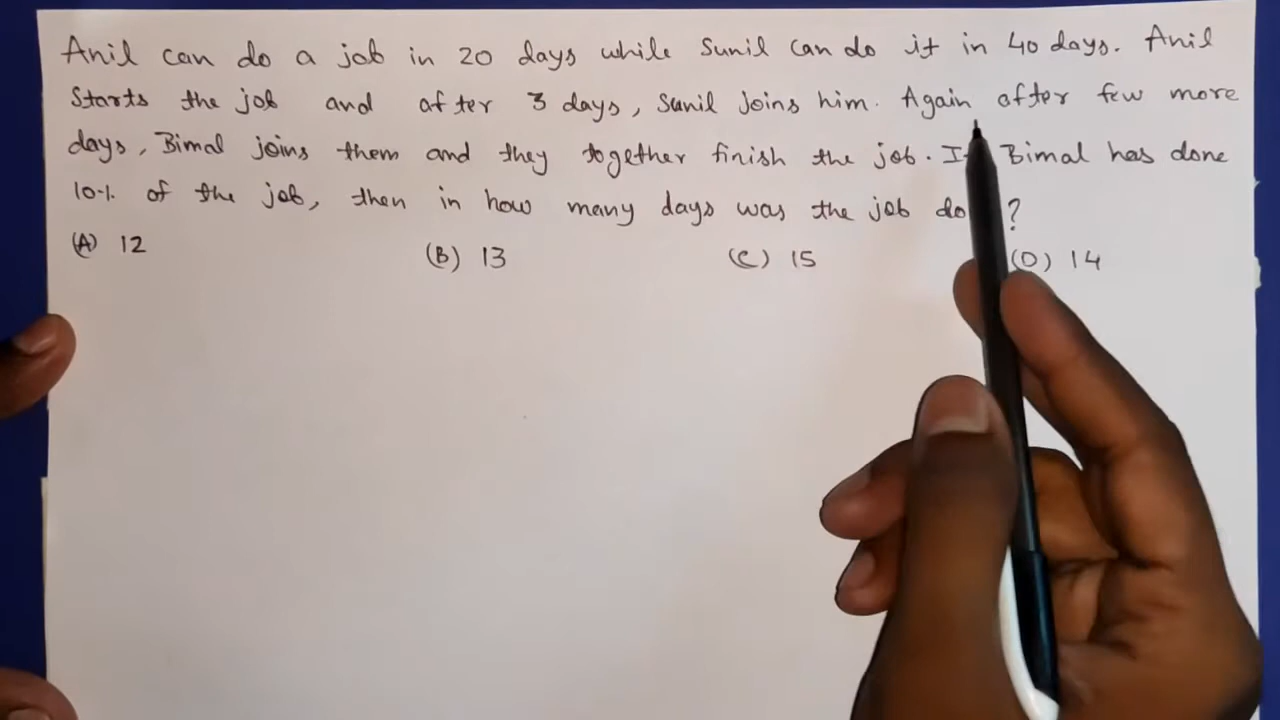 Anil can do a job in 20 days while Sunil can do it in 40 days. Anil
Starts the job and after 3 days, Sunil joins him. Again after few more
days, Bimal joins them and they together finish the job. Bimal has done
10% of the job, then in how many days was the job ?
(A) 12 (B) 13 (C) 15 (D) 14